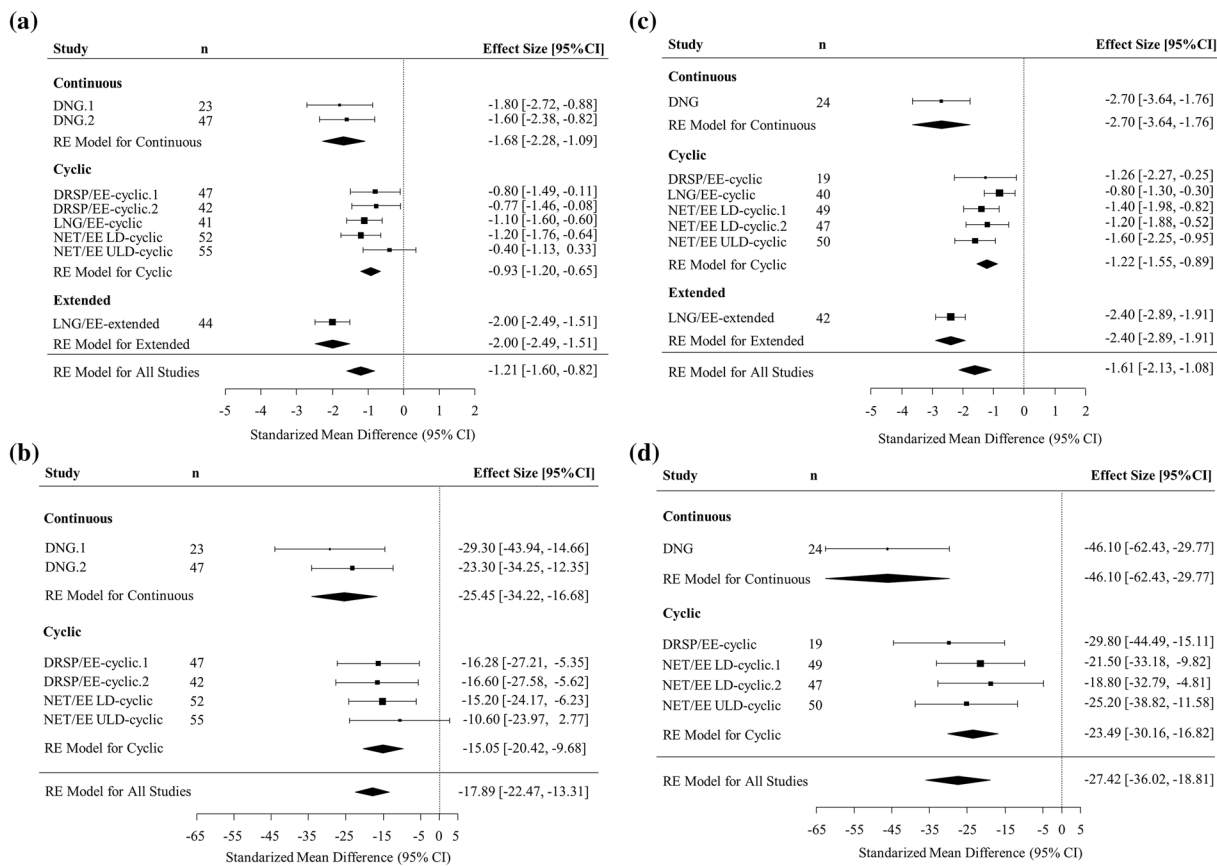 (a)
Study n Effect Size [95%CI]
Continuous
DNG.1 23 -1.80 [-2.72, -0.88]
DNG.2 47 -1.60 [-2.38, -0.82]
RE Model for Continuous -1.68 [-2.28, -1.09]
Cyclic
DRSP/EE-cyclic.1 47 -0.80 [-1.49, -0.11]
DRSP/EE-cyclic.2 42 -0.77 [-1.46, -0.08]
LNG/EE-cyclic 41 -1.10 [-1.60, -0.60]
NET/EE LD-cyclic 52 -1.20 [-1.76, -0.64]
NET/EE ULD-cyclic 55 -0.40 [-1.13, 0.33]
RE Model for Cyclic -0.93 [-1.20, -0.65]
Extended
LNG/EE-extended 44 -2.00 [-2.49, -1.51]
RE Model for Extended -2.00 [-2.49, -1.51]
RE Model for All Studies -1.21 [-1.60, -0.82]
-5 -4 -3 -2 -1 0 1 2
Standarized Mean Difference (95% CI)
(b)
Study n Effect Size [95%CI]
Continuous
DNG.1 23 -29.30 [-43.94, -14.66]
DNG.2 47 -23.30 [-34.25, -12.35]
RE Model for Continuous -25.45 [-34.22, -16.68]
Cyclic
DRSP/EE-cyclic.1 47 -16.28 [-27.21, -5.35]
DRSP/EE-cyclic.2 42 -16.60 [-27.58, -5.62]
NET/EE LD-cyclic 52 -15.20 [-24.17, -6.23]
NET/EE ULD-cyclic 55 -10.60 [-23.97, 2.77]
RE Model for Cyclic -15.05 [-20.42, -9.68]
RE Model for All Studies -17.89 [-22.47, -13.31]
-65 -55 -45 -35 -25 -15 -5 0 5
Standarized Mean Difference (95% CI)
(c)
Study n Effect Size [95%CI]
Continuous
DNG 24 -2.70 [-3.64, -1.76]
RE Model for Continuous -2.70 [-3.64, -1.76]
Cyclic
DRSP/EE-cyclic 19 -1.26 [-2.27, -0.25]
LNG/EE-cyclic 40 -0.80 [-1.30, -0.30]
NET/EE LD-cyclic.1 49 -1.40 [-1.98, -0.82]
NET/EE LD-cyclic.2 47 -1.20 [-1.88, -0.52]
NET/EE ULD-cyclic 50 -1.60 [-2.25, -0.95]
RE Model for Cyclic -1.22 [-1.55, -0.89]
Extended
LNG/EE-extended 42 -2.40 [-2.89, -1.91]
RE Model for Extended -2.40 [-2.89, -1.91]
RE Model for All Studies -1.61 [-2.13, -1.08]
-5 -4 -3 -2 -1 0 1 2
Standarized Mean Difference (95% CI)
(d)
Study n Effect Size [95%CI]
Continuous
DNG 24 -46.10 [-62.43, -29.77]
RE Model for Continuous -46.10 [-62.43, -29.77]
Cyclic
DRSP/EE-cyclic 19 -29.80 [-44.49, -15.11]
NET/EE LD-cyclic.1 49 -21.50 [-33.18, -9.82]
NET/EE LD-cyclic.2 47 -18.80 [-32.79, -4.81]
NET/EE ULD-cyclic 50 -25.20 [-38.82, -11.58]
RE Model for Cyclic -23.49 [-30.16, -16.82]
RE Model for All Studies -27.42 [-36.02, -18.81]
-65 -55 -45 -35 -25 -15 -5 0 5
Standarized Mean Difference (95% CI)